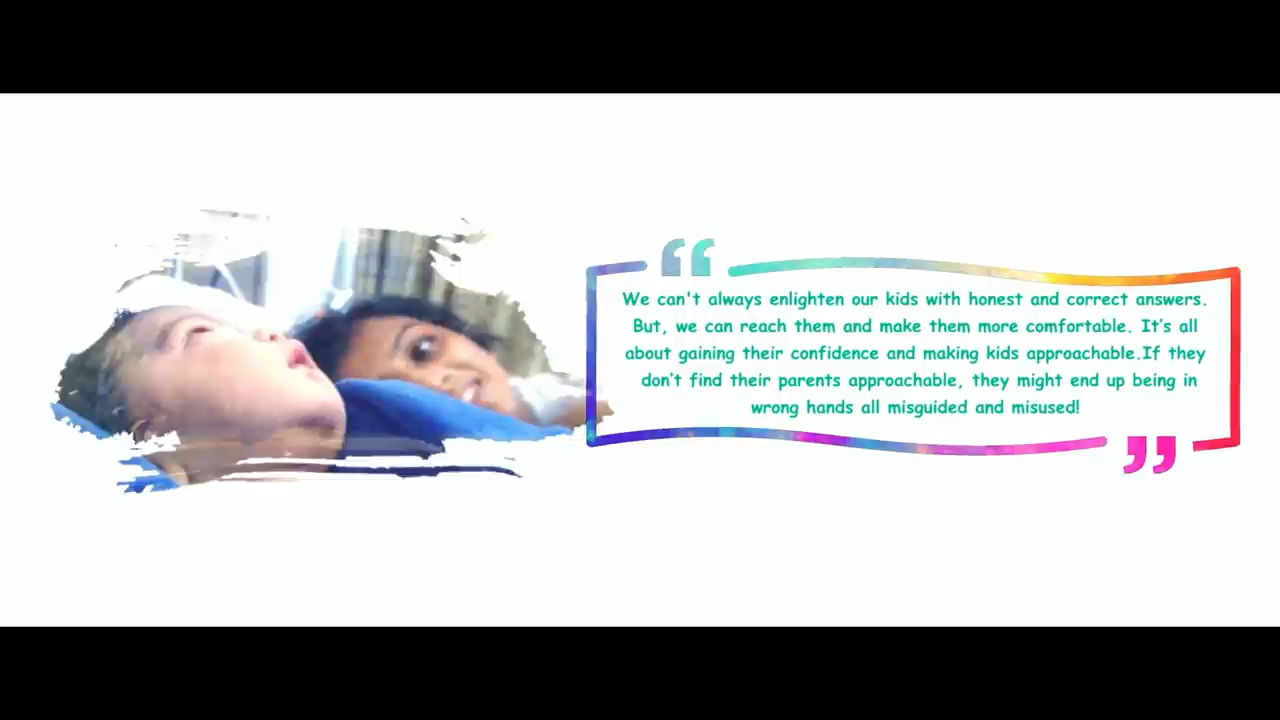 We can't always enlighten our kids with honest and correct answers.
But, we can reach them and make them more comfortable. It's all
about gaining their confidence and making kids approachable.If they
don't find their parents approachable, they might end up being in
wrong hands all misguided and misused!